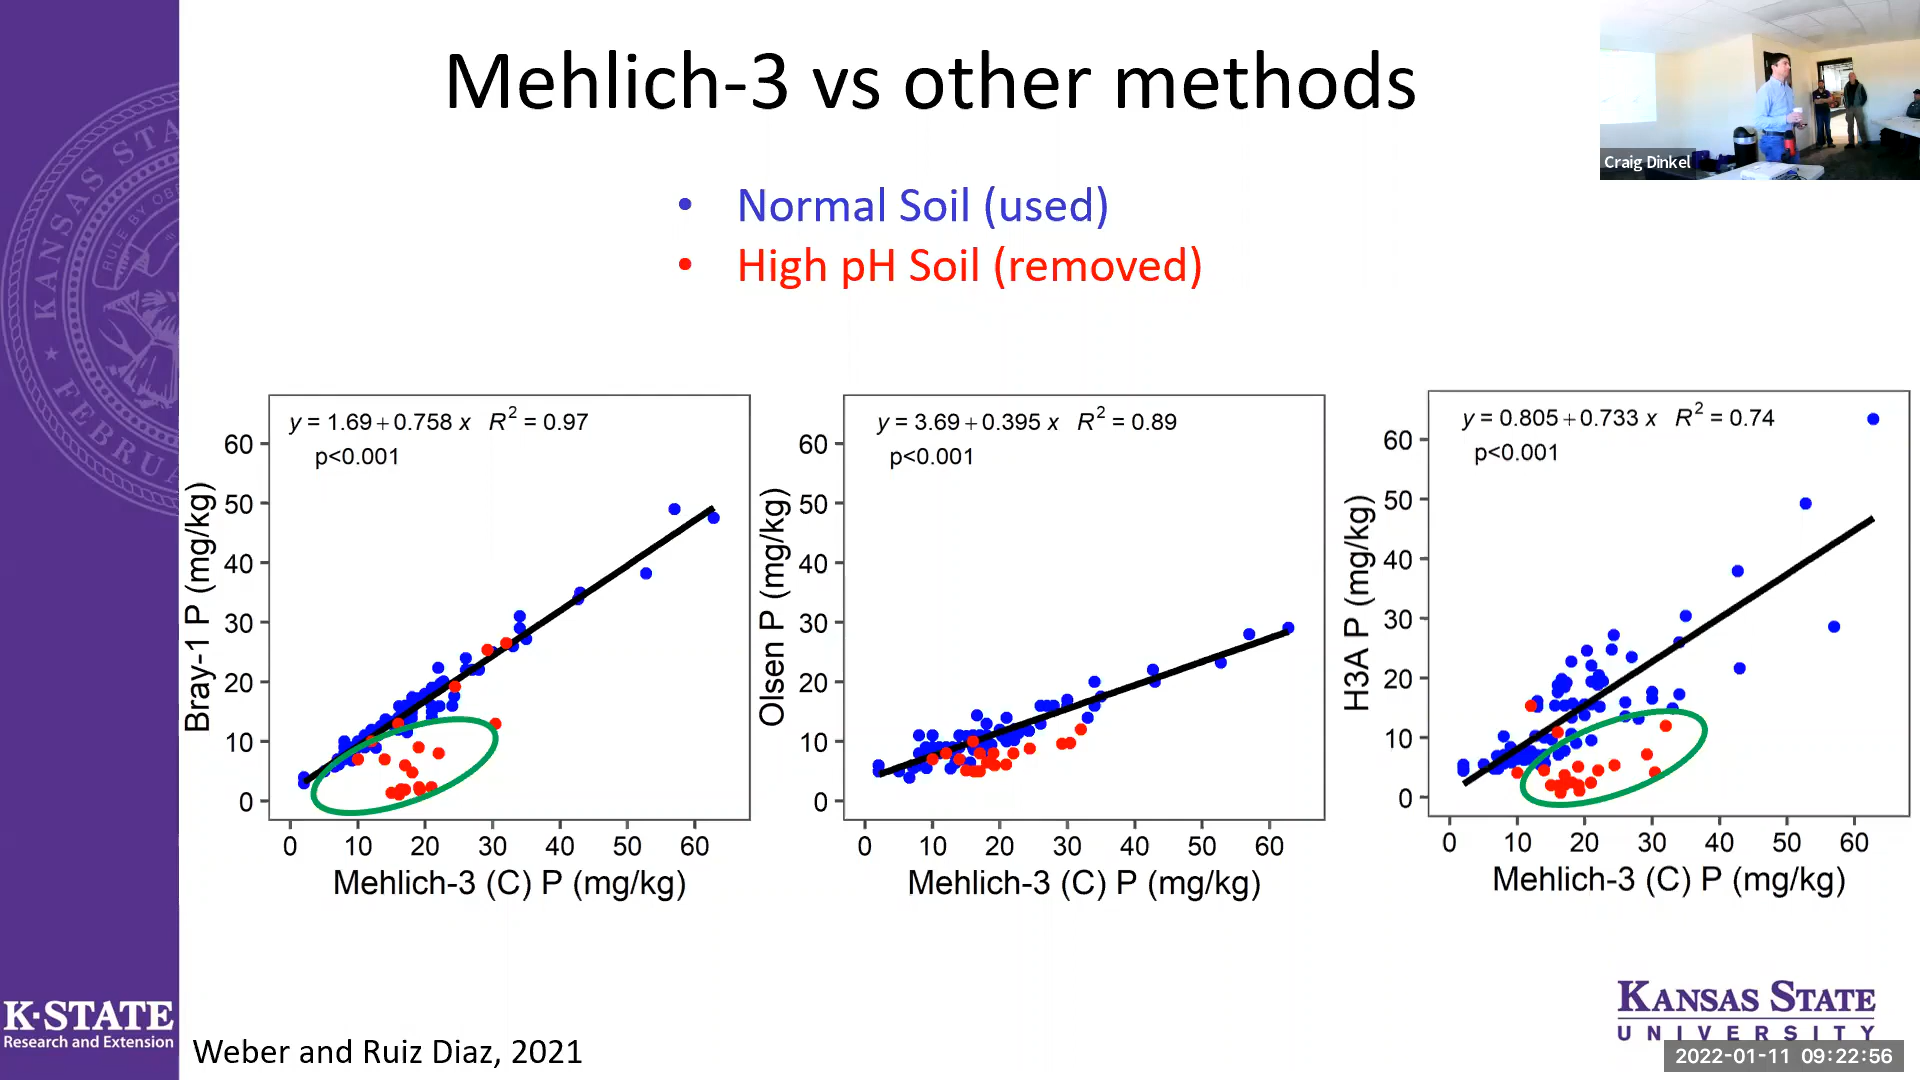 Mehlich-3 vs other methods
Craig Dinkel
• Normal Soil (used)
• High pH Soil (removed)
y = 1.69 + 0.758 x R² = 0.97
p<0.001
60
50
40
30
20
10
0
Bray-1 P (mg/kg)
0 10 20 30 40 50 60
Mehlich-3 (C) P (mg/kg)
y = 3.69 + 0.395 x R² = 0.89
p<0.001
60
50
40
30
20
10
0
Olsen P (mg/kg)
0 10 20 30 40 50 60
Mehlich-3 (C) P (mg/kg)
y = 0.805 + 0.733 x R² = 0.74
p<0.001
60
50
40
30
20
10
0
H3A P (mg/kg)
0 10 20 30 40 50 60
Mehlich-3 (C) P (mg/kg)
KANSAS STA
RULE BY OB
FEBRUA
K-STATE
Research and Extension
Weber and Ruiz Diaz, 2021
KANSAS STATE
UNIVERSITY
2022-01-11 09:22:56